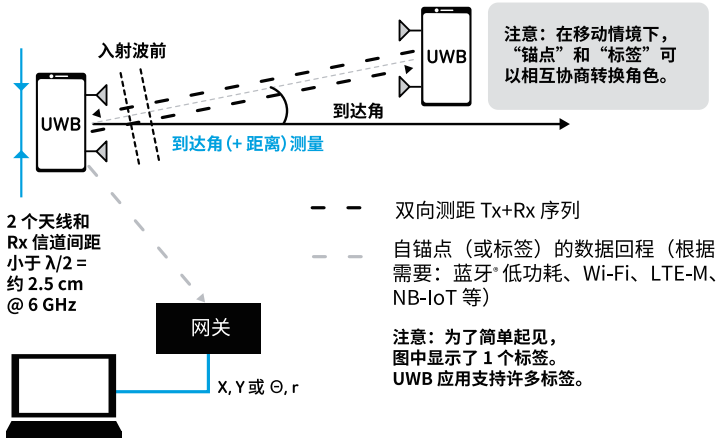 注意：在移动情境下，
“锚点”和“标签”可
以相互协商转换角色。
入射波前
UWB
UWB
到达角
到达角(+ 距离)测量
2 个天线和
Rx 信道间距
小于 λ/2 =
约 2.5 cm
@ 6 GHz
双向测距 Tx+Rx 序列
自锚点（或标签）的数据回程（根据
需要：蓝牙® 低功耗、Wi-Fi、LTE-M、
NB-IoT 等）
网关
注意：为了简单起见，
图中显示了 1 个标签。
UWB 应用支持许多标签。
X, Y 或 Θ, r